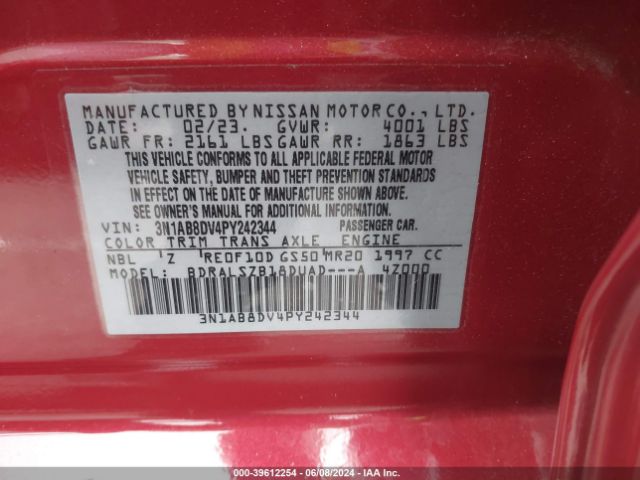 MANUFACTURED BY NISSAN MOTOR CO., LTD.
DATE: 02/23. GVWR: 4001 LBS
GAWR FR: 2161 LBS GAWR RR: 1863 LBS
THIS VEHICLE CONFORMS TO ALL APPLICABLE FEDERAL MOTOR
VEHICLE SAFETY, BUMPER AND THEFT PREVENTION STANDARDS
IN EFFECT ON THE DATE OF MANUFACTURE SHOWN ABOVE.
SEE OWNER'S MANUAL FOR ADDITIONAL INFORMATION.
VIN: 3N1AB8DV4PY242344 PASSENGER CAR.
COLOR TRIM TRANS AXLE ENGINE
NBL Z RE0F10D GS50 MR20 1997 CC
MODEL: BDRALSZB18DUAD---A 4Z000
3N1AB8DV4PY242344
000-39612254 - 06/08/2024 - IAA Inc.